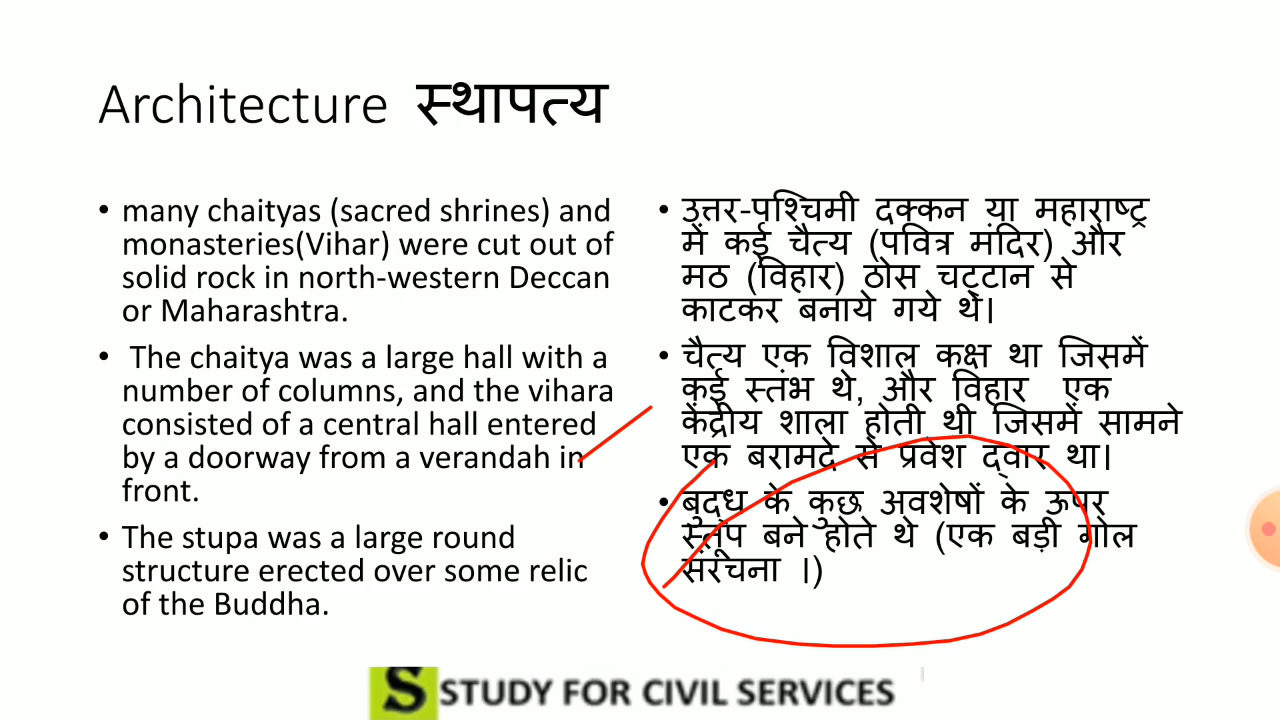 Architecture स्थापत्य
• many chaityas (sacred shrines) and
monasteries(Vihar) were cut out of
solid rock in north-western Deccan
or Maharashtra.
• The chaitya was a large hall with a
number of columns, and the vihara
consisted of a central hall entered
by a doorway from a verandah in
front.
• The stupa was a large round
structure erected over some relic
of the Buddha.
• उत्तर-पश्चिमी दक्कन या महाराष्ट्र
में कई चैत्य (पवित्र मंदिर) और
मठ (विहार) ठोस चट्टान से
काटकर बनाये गये थे।
• चैत्य एक विशाल कक्ष था जिसमें
कई स्तंभ थे, और विहार एक
केंद्रीय शाला होती थी जिसमें सामने
एक बरामदे से प्रवेश द्वार था।
• बुद्ध के कुछ अवशेषों के ऊपर
स्तूप बने होते थे (एक बड़ी गोल
संरचना ।)
S STUDY FOR CIVIL SERVICES